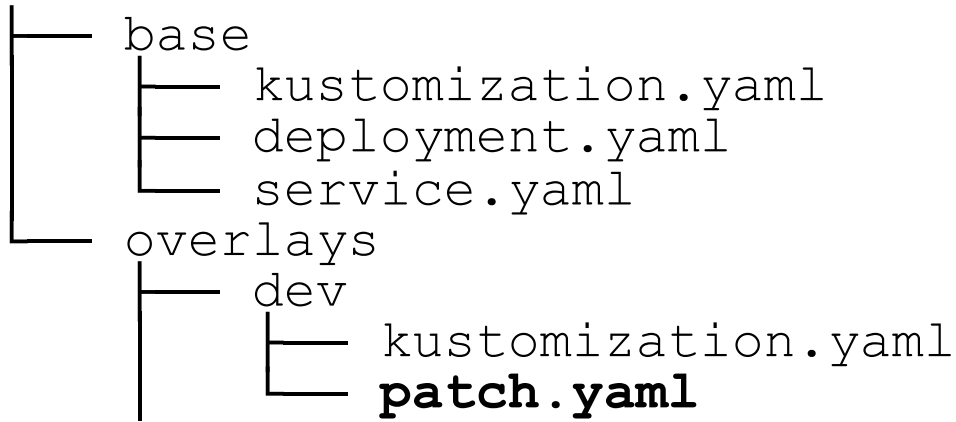 base
kustomization.yaml
deployment.yaml
service.yaml
overlays
dev
kustomization.yaml
patch.yaml